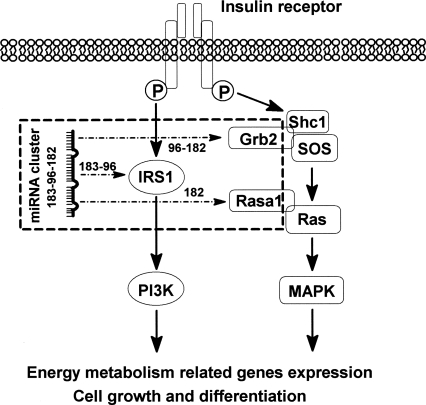 Insulin receptor
P
P
Shc1
Grb2
SOS
96-182
miRNA cluster
183-96-182
183-96
IRS1
182
Rasa1
Ras
PI3K
MAPK
Energy metabolism related genes expression
Cell growth and differentiation